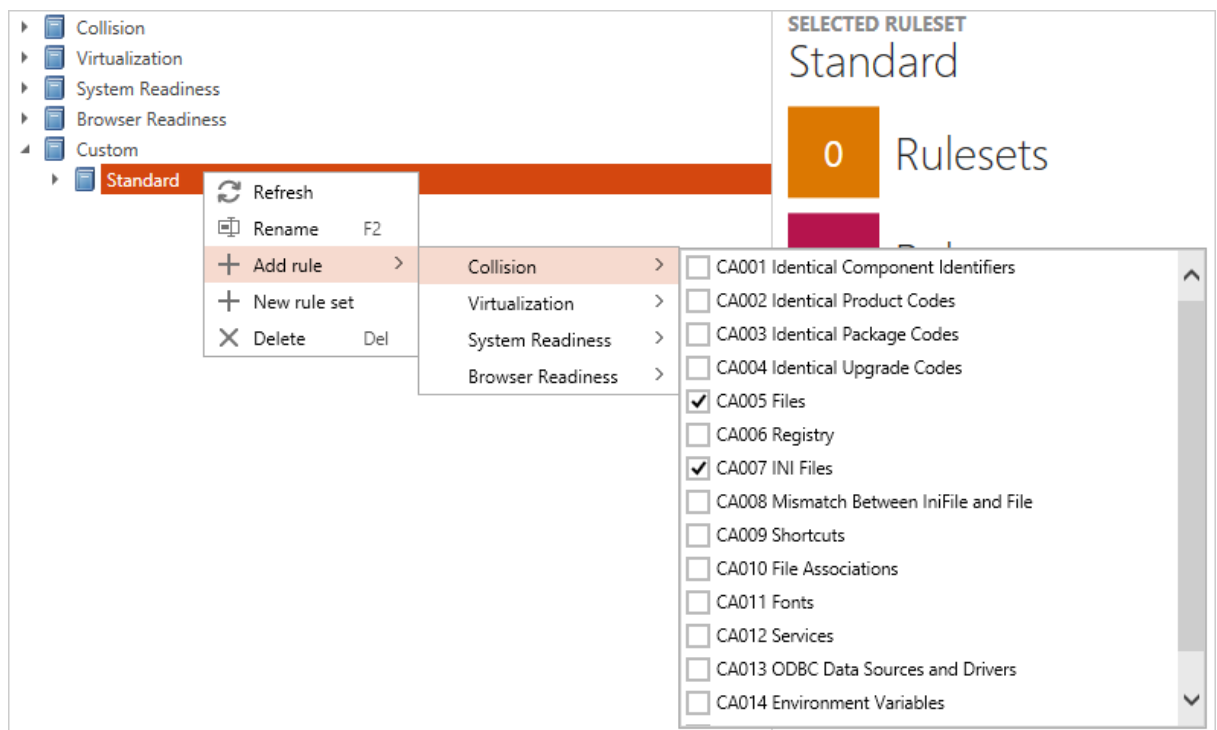 Collision
Virtualization
System Readiness
Browser Readiness
Custom
Standard
SELECTED RULESET
Standard
0 Rulesets
Refresh
Rename F2
Add rule
New rule set
Delete Del
Collision
Virtualization
System Readiness
Browser Readiness
CA001 Identical Component Identifiers
CA002 Identical Product Codes
CA003 Identical Package Codes
CA004 Identical Upgrade Codes
CA005 Files
CA006 Registry
CA007 INI Files
CA008 Mismatch Between IniFile and File
CA009 Shortcuts
CA010 File Associations
CA011 Fonts
CA012 Services
CA013 ODBC Data Sources and Drivers
CA014 Environment Variables